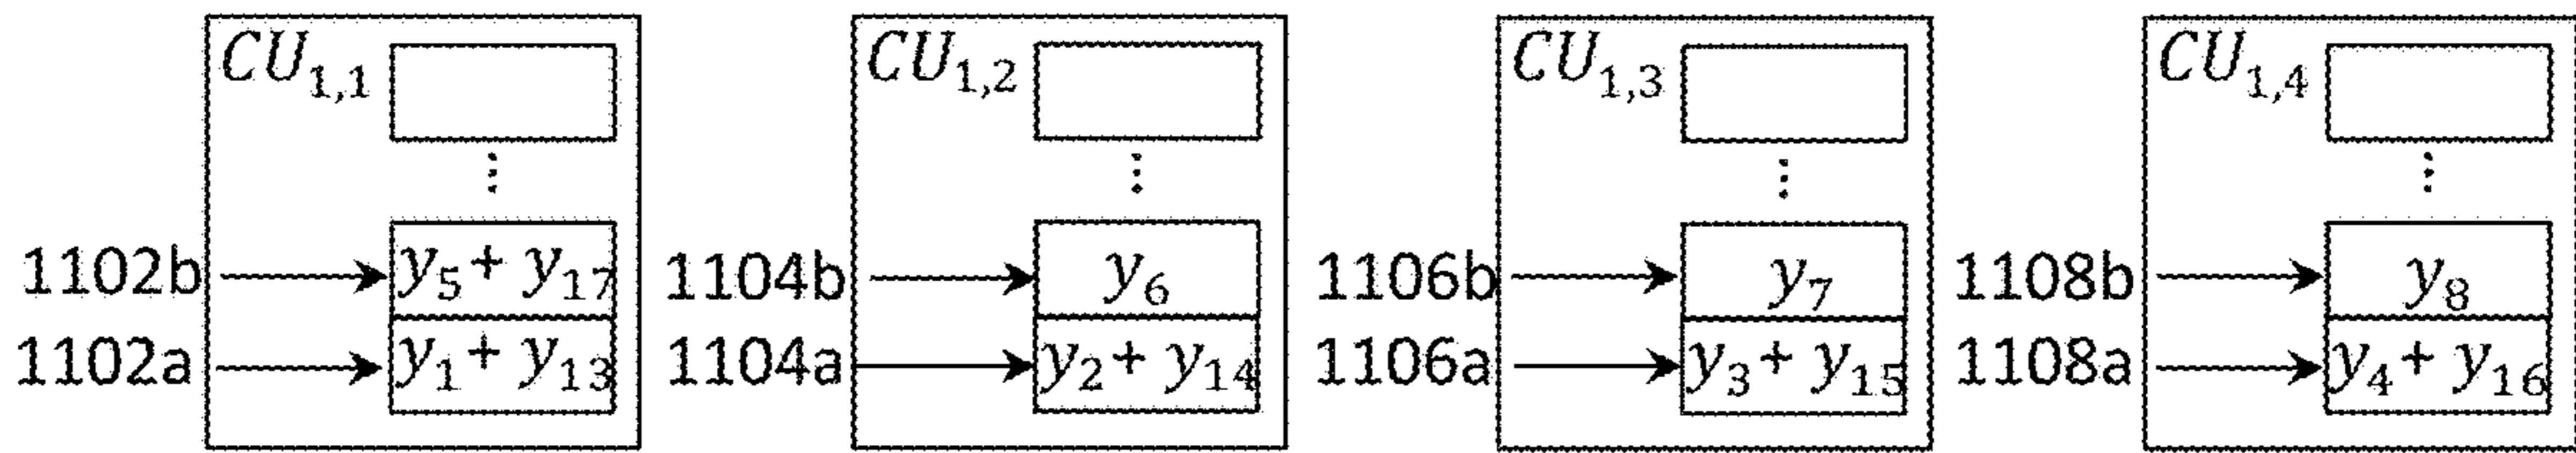 CU₁,₁ CU₁,₂ CU₁,₃ CU₁,₄
⋮ ⋮ ⋮ ⋮
1102b y₅ + y₁₇ 1104b y₆ 1106b y₇ 1108b y₈
1102a y₁ + y₁₃ 1104a y₂ + y₁₄ 1106a y₃ + y₁₅ 1108a y₄ + y₁₆